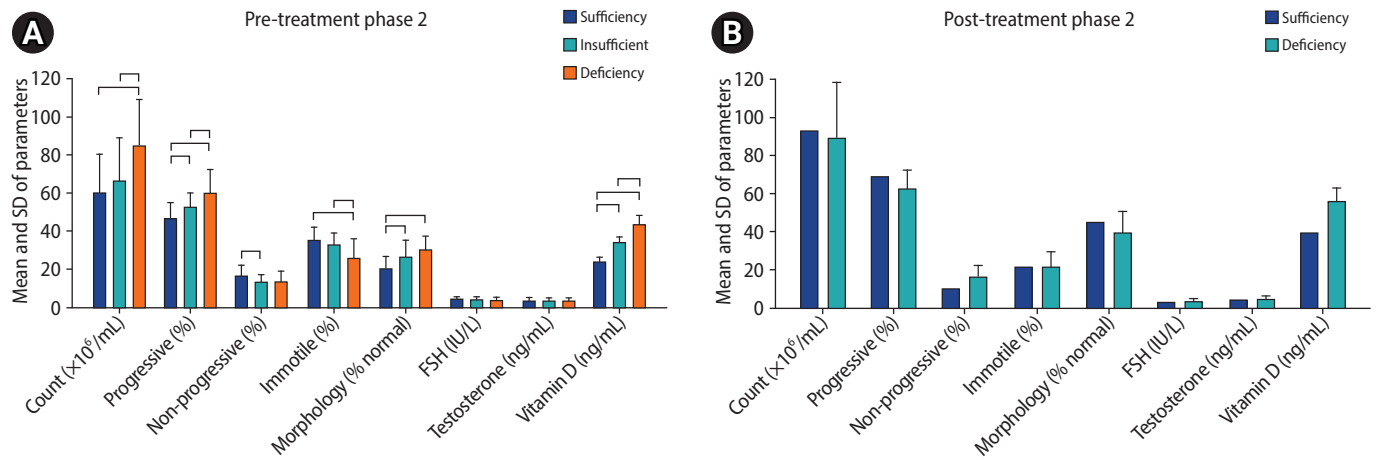 A
Pre-treatment phase 2
Sufficiency
Insufficient
Deficiency
Mean and SD of parameters
120
100
80
60
40
20
0
Count (×10⁶/mL)
Progressive (%)
Non-progressive (%)
Immotile (%)
Morphology (% normal)
FSH (IU/L)
Testosterone (ng/mL)
Vitamin D (ng/mL)
B
Post-treatment phase 2
Sufficiency
Deficiency
Mean and SD of parameters
120
100
80
60
40
20
0
Count (×10⁶/mL)
Progressive (%)
Non-progressive (%)
Immotile (%)
Morphology (% normal)
FSH (IU/L)
Testosterone (ng/mL)
Vitamin D (ng/mL)